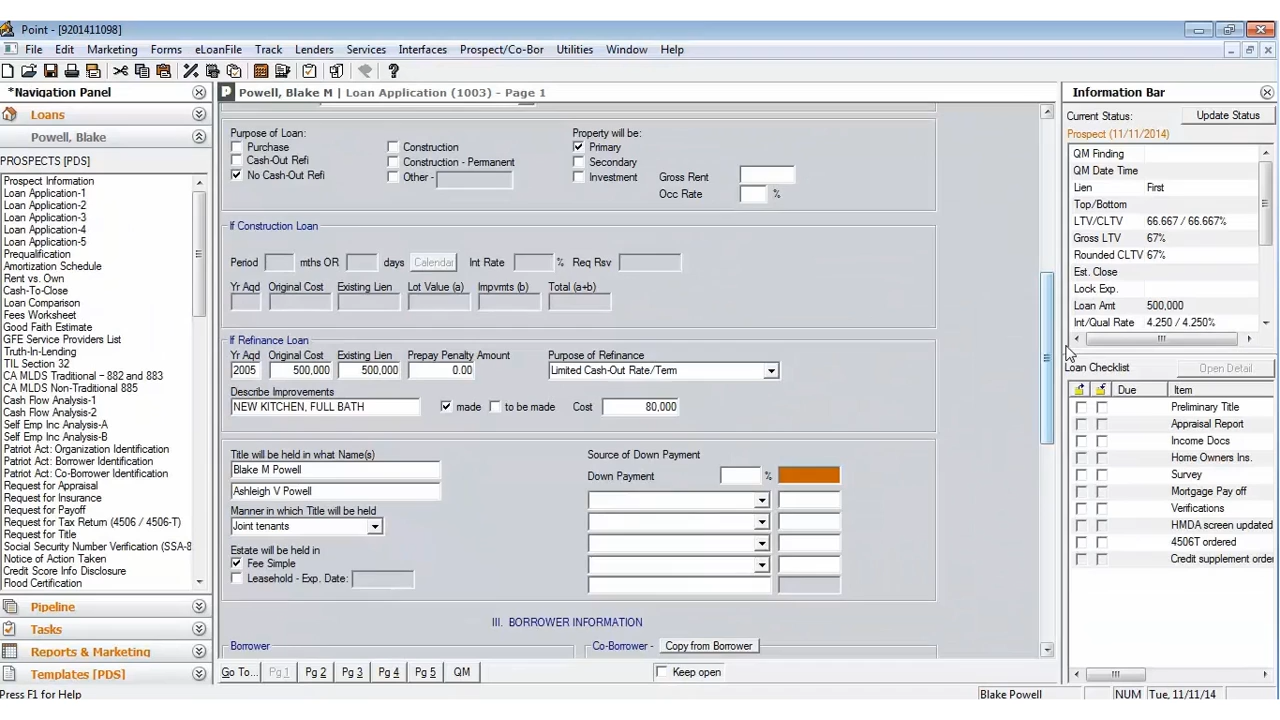 Point - [9201411098]
File Edit Marketing Forms eLoanFile Track Lenders Services Interfaces Prospect/Co-Bor Utilities Window Help
*Navigation Panel
Loans
Powell, Blake
PROSPECTS [PDS]
Prospect Information
Loan Application-1
Loan Application-2
Loan Application-3
Loan Application-4
Loan Application-5
Prequalification
Amortization Schedule
Rent vs. Own
Cash-To-Close
Loan Comparison
Fees Worksheet
Good Faith Estimate
GFE Service Providers List
Truth-In-Lending
TIL Section 32
CA MLDS Traditional - 882 and 883
CA MLDS Non-Traditional 885
Cash Flow Analysis-1
Cash Flow Analysis-2
Self Emp Inc Analysis-A
Self Emp Inc Analysis-B
Patriot Act: Organization Identification
Patriot Act: Borrower Identification
Patriot Act: Co-Borrower Identification
Request for Appraisal
Request for Insurance
Request for Payoff
Request for Tax Return (4506 / 4506-T)
Request for Title
Social Security Number Verification (SSA-8
Notice of Action Taken
Credit Score Info Disclosure
Flood Certification
Pipeline
Tasks
Reports & Marketing
Templates [PDS]
Press F1 for Help
P Powell, Blake M | Loan Application (1003) - Page 1
Purpose of Loan: Property will be:
Purchase Construction Primary
Cash-Out Refi Construction - Permanent Secondary
No Cash-Out Refi Other - Investment Gross Rent
Occ Rate %
If Construction Loan
Period mths OR days Calendar Int Rate % Req Rsv
Yr Aqd Original Cost Existing Lien Lot Value (a) Impvmts (b) Total (a+b)
If Refinance Loan
Yr Aqd Original Cost Existing Lien Prepay Penalty Amount Purpose of Refinance
2005 500,000 500,000 0.00 Limited Cash-Out Rate/Term
Describe Improvements
NEW KITCHEN, FULL BATH made to be made Cost 80,000
Title will be held in what Name(s) Source of Down Payment
Blake M Powell Down Payment %
Ashleigh V Powell
Manner in which Title will be held
Joint tenants
Estate will be held in
Fee Simple
Leasehold - Exp. Date:
III. BORROWER INFORMATION
Borrower Co-Borrower - Copy from Borrower
Go To... Pg 1 Pg 2 Pg 3 Pg 4 Pg 5 QM Keep open
Information Bar
Current Status: Update Status
Prospect (11/11/2014)
QM Finding
QM Date Time
Lien First
Top/Bottom
LTV/CLTV 66.667 / 66.667%
Gross LTV 67%
Rounded CLTV 67%
Est. Close
Lock Exp.
Loan Amt 500,000
Int/Qual Rate 4.250 / 4.250%
Loan Checklist Open Detail
Due Item
Preliminary Title
Appraisal Report
Income Docs
Home Owners Ins.
Survey
Mortgage Pay off
Verifications
HMDA screen updated
4506T ordered
Credit supplement orde
Blake Powell NUM Tue, 11/11/14